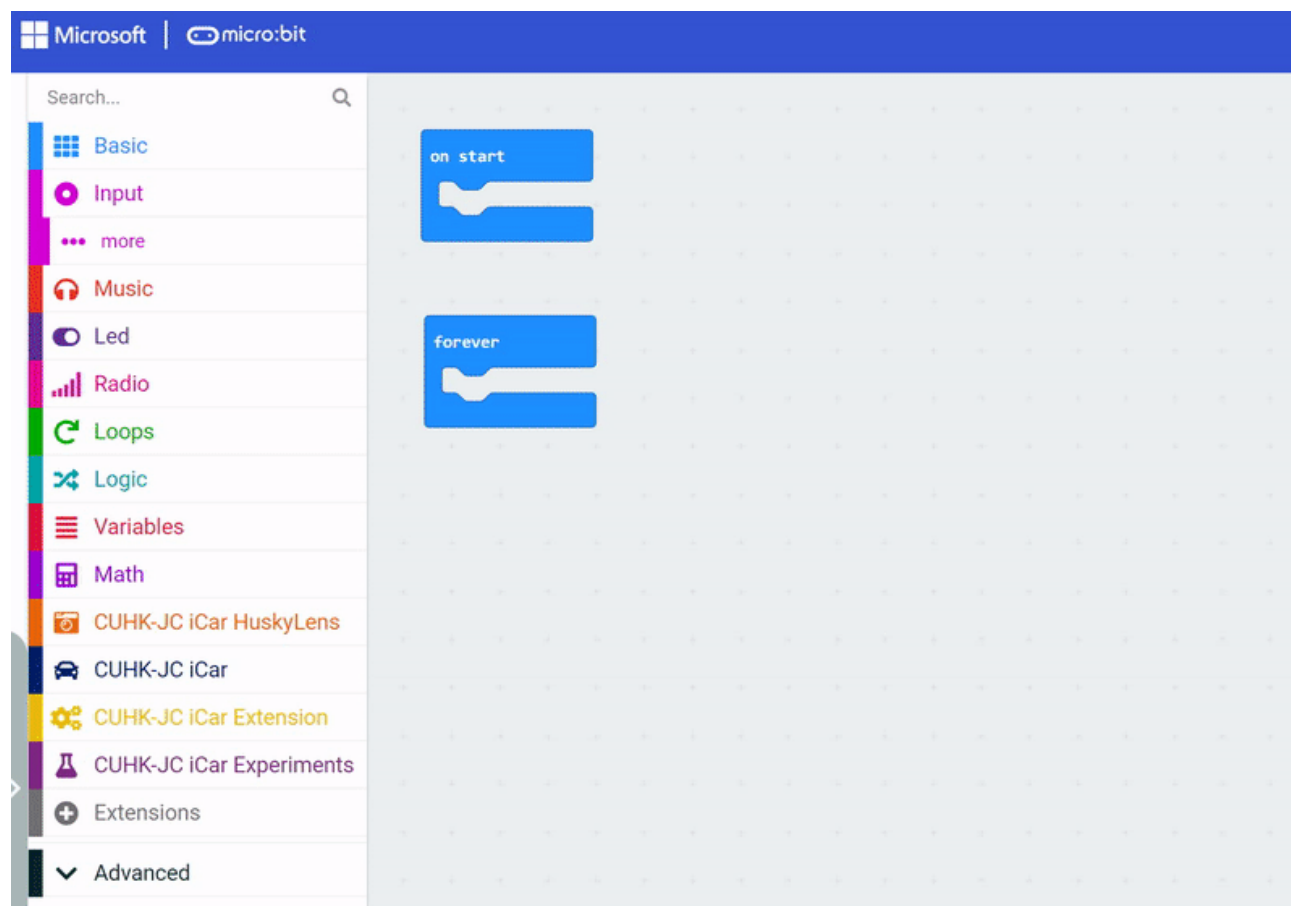 Microsoft | micro:bit
Search...
Basic
Input
more
Music
Led
Radio
Loops
Logic
Variables
Math
CUHK-JC iCar HuskyLens
CUHK-JC iCar
CUHK-JC iCar Extension
CUHK-JC iCar Experiments
Extensions
Advanced
on start
forever